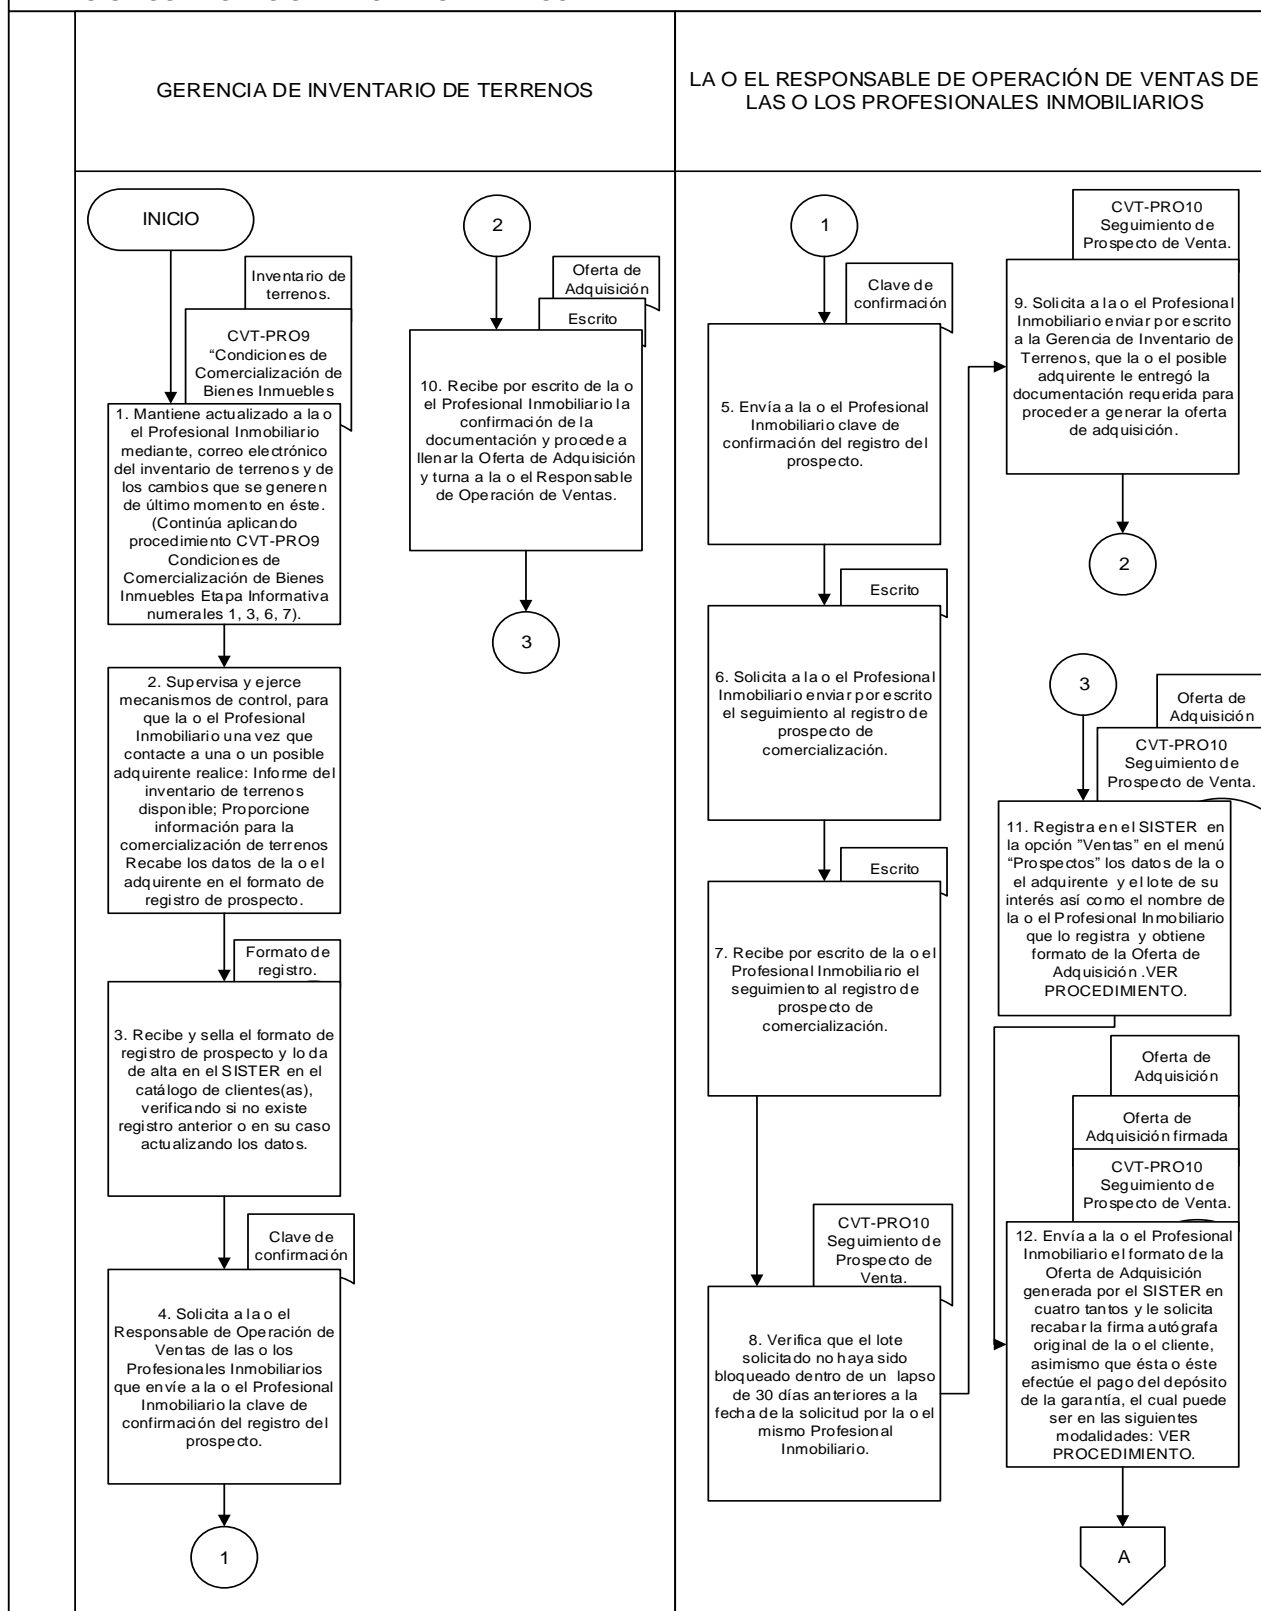 GERENCIA DE INVENTARIO DE TERRENOS
LA O EL RESPONSABLE DE OPERACIÓN DE VENTAS DE
LAS O LOS PROFESIONALES INMOBILIARIOS
INICIO
Inventario de
terrenos.
CVT-PRO9
“Condiciones de
Comercialización de
Bienes Inmuebles
1. Mantiene actualizado a la o
el Profesional Inmobiliario
mediante, correo electrónico
del inventario de terrenos y de
los cambios que se generen
de último momento en éste.
(Continúa aplicando
procedimiento CVT-PRO9
Condiciones de
Comercialización de Bienes
Inmuebles Etapa Informativa
numerales 1, 3, 6, 7).
2. Supervisa y ejerce
mecanismos de control, para
que la o el Profesional
Inmobiliario una vez que
contacte a una o un posible
adquirente realice: Informe del
inventario de terrenos
disponible; Proporcione
información para la
comercialización de terrenos
Recabe los datos de la o el
adquirente en el formato de
registro de prospecto.
Formato de
registro.
3. Recibe y sella el formato de
registro de prospecto y lo da
de alta en el SISTER en el
catálogo de clientes(as),
verificando si no existe
registro anterior o en su caso
actualizando los datos.
Clave de
confirmación
4. Solicita a la o el
Responsable de Operación de
Ventas de las o los
Profesionales Inmobiliarios
que envíe a la o el Profesional
Inmobiliario la clave de
confirmación del registro del
prospecto.
1
2
Oferta de
Adquisición
Escrito
10. Recibe por escrito de la o
el Profesional Inmobiliario la
confirmación de la
documentación y procede a
llenar la Oferta de Adquisición
y turna a la o el Responsable
de Operación de Ventas.
3
1
Clave de
confirmación
5. Envía a la o el Profesional
Inmobiliario clave de
confirmación del registro del
prospecto.
Escrito
6. Solicita a la o el Profesional
Inmobiliario enviar por escrito
el seguimiento al registro de
prospecto de
comercialización.
Escrito
7. Recibe por escrito de la o el
Profesional Inmobiliario el
seguimiento al registro de
prospecto de
comercialización.
CVT-PRO10
Seguimiento de
Prospecto de
Venta.
8. Verifica que el lote
solicitado no haya sido
bloqueado dentro de un lapso
de 30 días anteriores a la
fecha de la solicitud por la o el
mismo Profesional
Inmobiliario.
CVT-PRO10
Seguimiento de
Prospecto de Venta.
9. Solicita a la o el Profesional
Inmobiliario enviar por escrito
a la Gerencia de Inventario de
Terrenos, que la o el posible
adquirente le entregó la
documentación requerida para
proceder a generar la oferta
de adquisición.
2
3
Oferta de
Adquisición
CVT-PRO10
Seguimiento de
Prospecto de Venta.
11. Registra en el SISTER en
la opción ”Ventas” en el menú
“Prospectos” los datos de la o
el adquirente y el lote de su
interés así como el nombre de
la o el Profesional Inmobiliario
que lo registra y obtiene
formato de la Oferta de
Adquisición .VER
PROCEDIMIENTO.
Oferta de
Adquisición
Oferta de
Adquisición firmada
CVT-PRO10
Seguimiento de
Prospecto de Venta.
12. Envía a la o el Profesional
Inmobiliario el formato de la
Oferta de Adquisición
generada por el SISTER en
cuatro tantos y le solicita
recabar la firma autógrafa
original de la o el cliente,
asimismo que ésta o éste
efectúe el pago del depósito
de la garantía, el cual puede
ser en las siguientes
modalidades: VER
PROCEDIMIENTO.
A